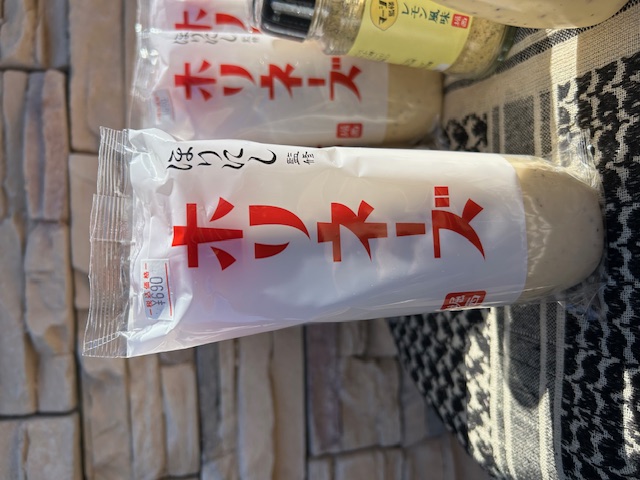 ほりにし 監修
ホリネーズ
¥690
ほりにし
ホリネーズ
レモン風味